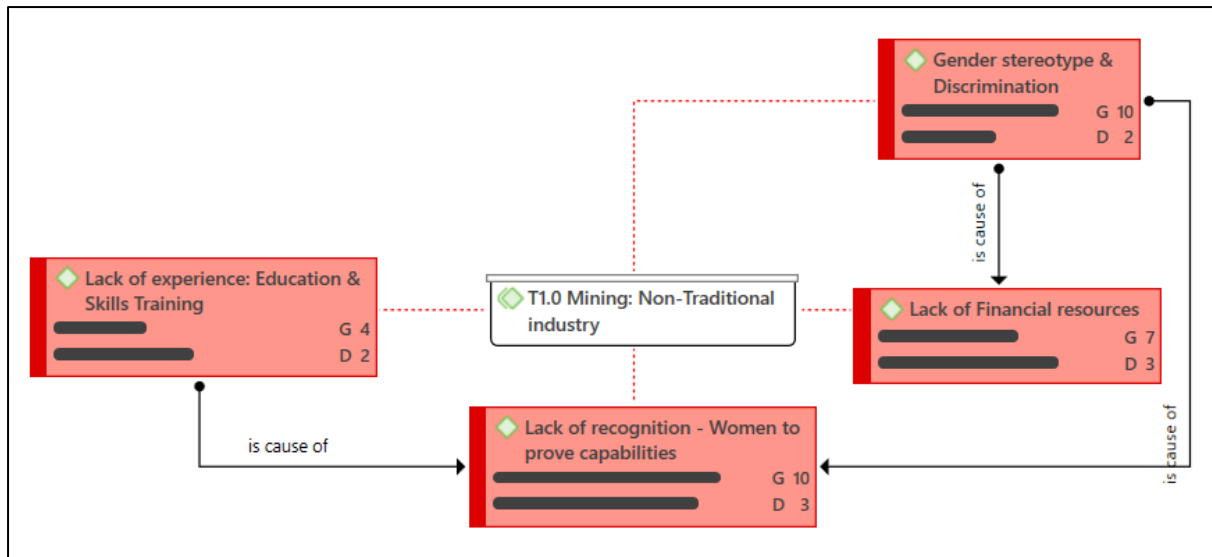 Gender stereotype &
Discrimination
G 10
D 2
is cause of
Lack of experience: Education &
Skills Training
G 4
D 2
T1.0 Mining: Non-Traditional
industry
Lack of Financial resources
G 7
D 3
is cause of
Lack of recognition - Women to
prove capabilities
G 10
D 3
is cause of